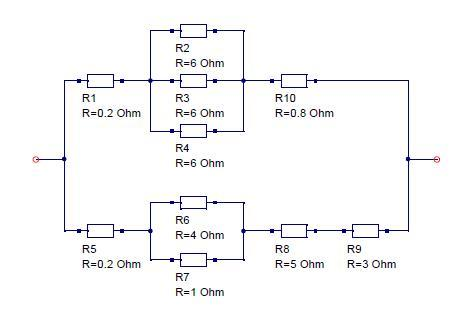 R2
R=6 Ohm
R1
R=0.2 Ohm
R3
R=6 Ohm
R10
R=0.8 Ohm
R4
R=6 Ohm
R6
R=4 Ohm
R5
R=0.2 Ohm
R7
R=1 Ohm
R8
R=5 Ohm
R9
R=3 Ohm